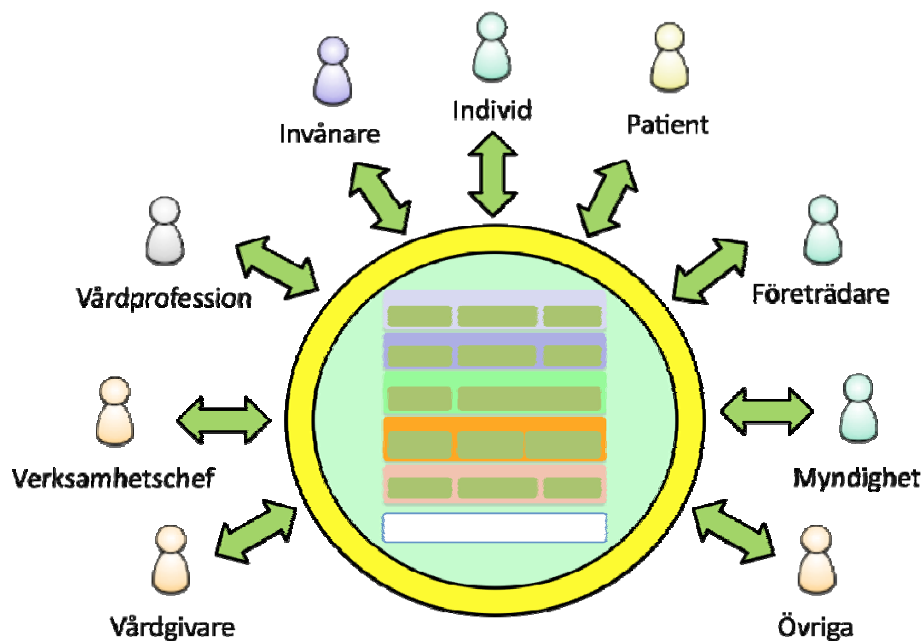 Individ
Invånare
Patient
Vårdprofession
Företrädare
Verksamhetschef
Myndighet
Vårdgivare
Övriga